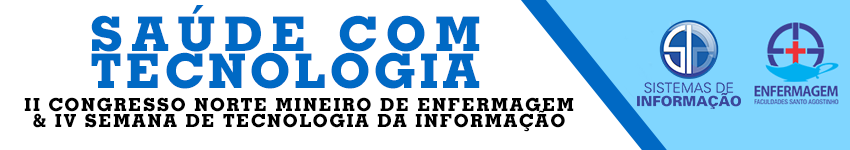 SAÚDE COM
TECNOLOGIA
II CONGRESSO NORTE MINEIRO DE ENFERMAGEM
& IV SEMANA DE TECNOLOGIA DA INFORMAÇÃO
SISTEMAS DE
INFORMAÇÃO
ENFERMAGEM
FACULDADES SANTO AGOSTINHO